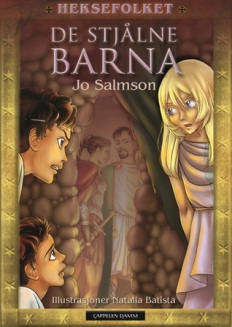 HEKSEFOLKET
DE STJÅLNE
BARNA
Jo Salmson
Illustrasjoner Natalia Batista
CAPPELEN DAMM